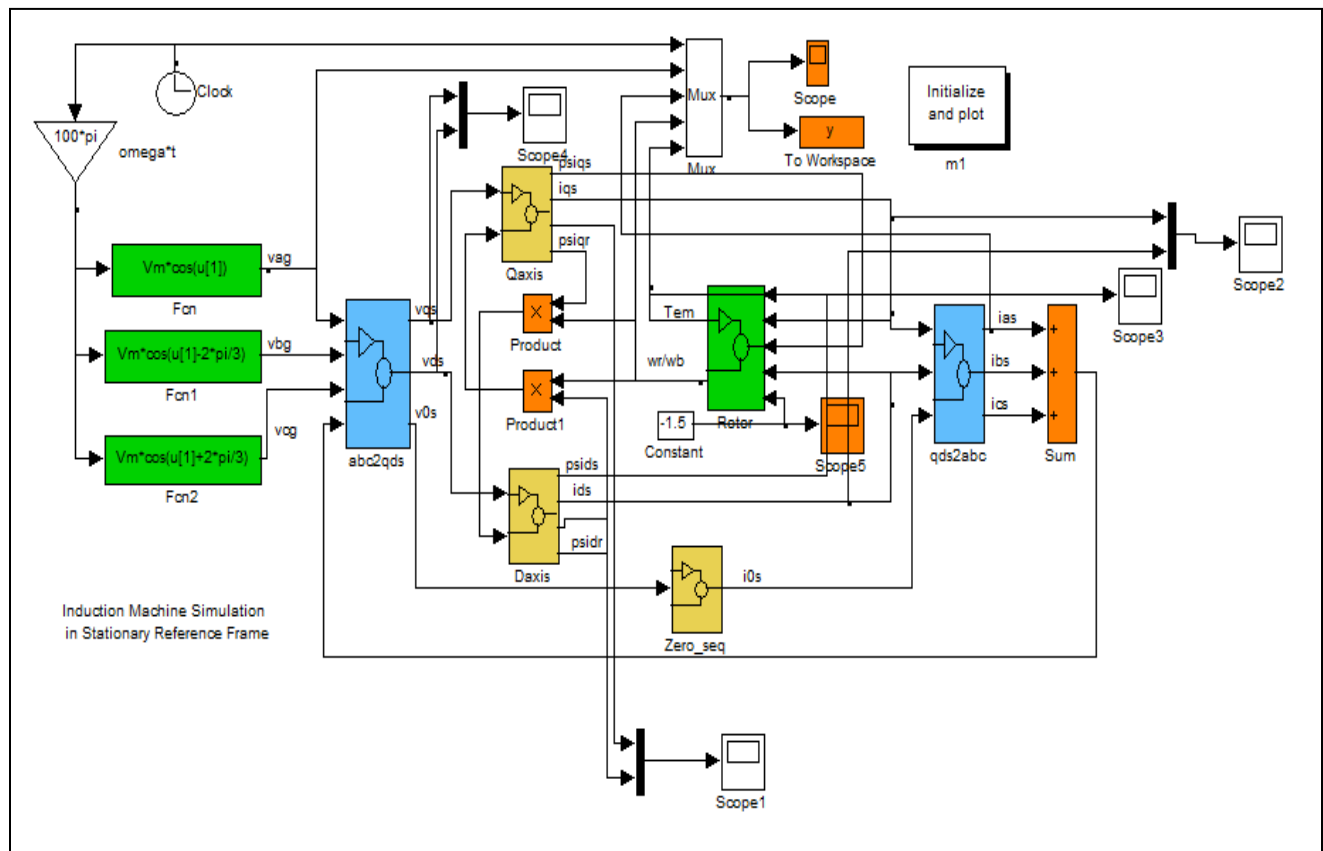 Clock
100*pi
omega*t
Mux
Mux
Scope
y
To Workspace
Initialize
and plot
m1
Scope4
psiqs
iqs
psiqr
Qaxis
Vm*cos(u[1])
vag
Fcn
Vm*cos(u[1]-2*pi/3)
vbg
Fcn1
Vm*cos(u[1]+2*pi/3)
vcg
Fcn2
vqs
vds
v0s
abc2qds
X
Product
X
Product1
Tem
wr/wb
Rotor
-1.5
Constant
Scope5
Scope3
Scope2
ias
ibs
ics
qds2abc
+
+
+
Sum
psids
ids
psidr
Daxis
i0s
Zero_seq
Induction Machine Simulation
in Stationary Reference Frame
Scope1